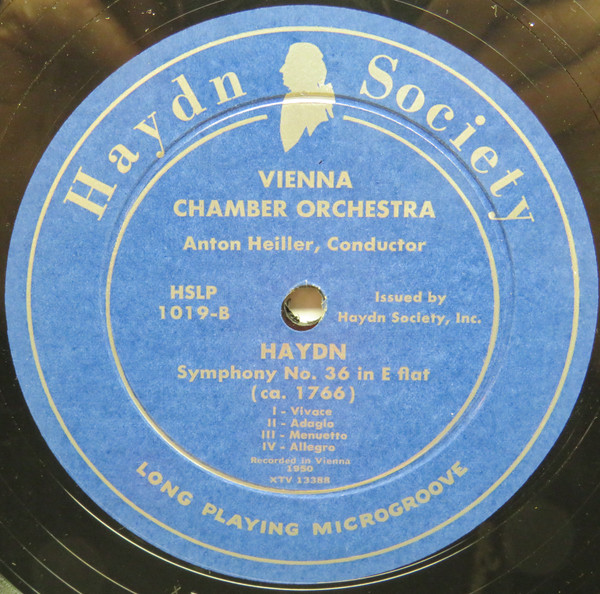 Haydn Society
VIENNA
CHAMBER ORCHESTRA
Anton Heiller, Conductor
HSLP
1019-B
Issued by
Haydn Society, Inc.
HAYDN
Symphony No. 36 in E flat
(ca. 1766)
I - Vivace
II - Adagio
III - Menuetto
IV - Allegro
Recorded in Vienna
1950
XTV 13388
LONG PLAYING MICROGROOVE